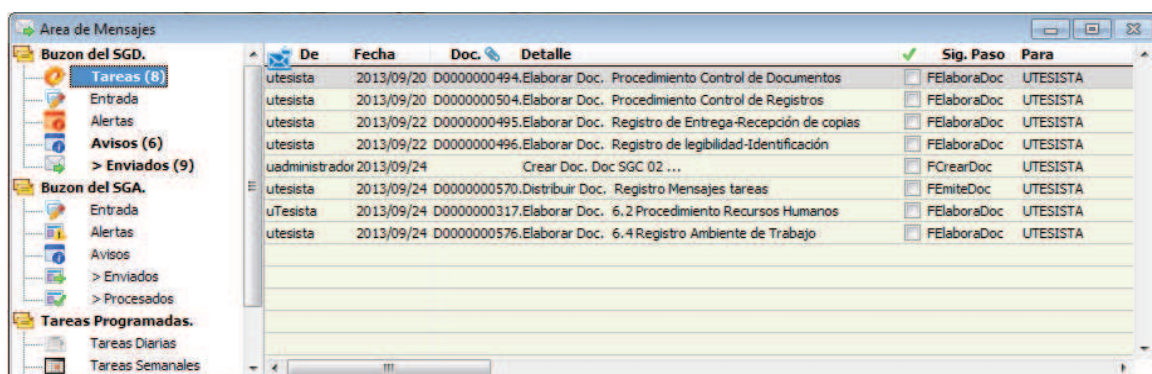 Area de Mensajes
Buzon del SGD.
Tareas (8)
Entrada
Alertas
Avisos (6)
> Enviados (9)
Buzon del SGA.
Entrada
Alertas
Avisos
> Enviados
> Procesados
Tareas Programadas.
Tareas Diarias
Tareas Semanales
De Fecha Doc. Detalle Sig. Paso Para
utesista 2013/09/20 D0000000494.Elaborar Doc. Procedimiento Control de Documentos FElaboraDoc UTESISTA
utesista 2013/09/20 D0000000504.Elaborar Doc. Procedimiento Control de Registros FElaboraDoc UTESISTA
utesista 2013/09/22 D0000000495.Elaborar Doc. Registro de Entrega-Recepción de copias FElaboraDoc UTESISTA
utesista 2013/09/22 D0000000496.Elaborar Doc. Registro de legibilidad-Identificación FElaboraDoc UTESISTA
uadministrador 2013/09/24 Crear Doc. Doc SGC 02 ... FCrearDoc UTESISTA
utesista 2013/09/24 D0000000570.Distribuir Doc. Registro Mensajes tareas FEmiteDoc UTESISTA
uTesista 2013/09/24 D0000000317.Elaborar Doc. 6.2 Procedimiento Recursos Humanos FElaboraDoc UTESISTA
utesista 2013/09/24 D0000000576.Elaborar Doc. 6.4 Registro Ambiente de Trabajo FElaboraDoc UTESISTA